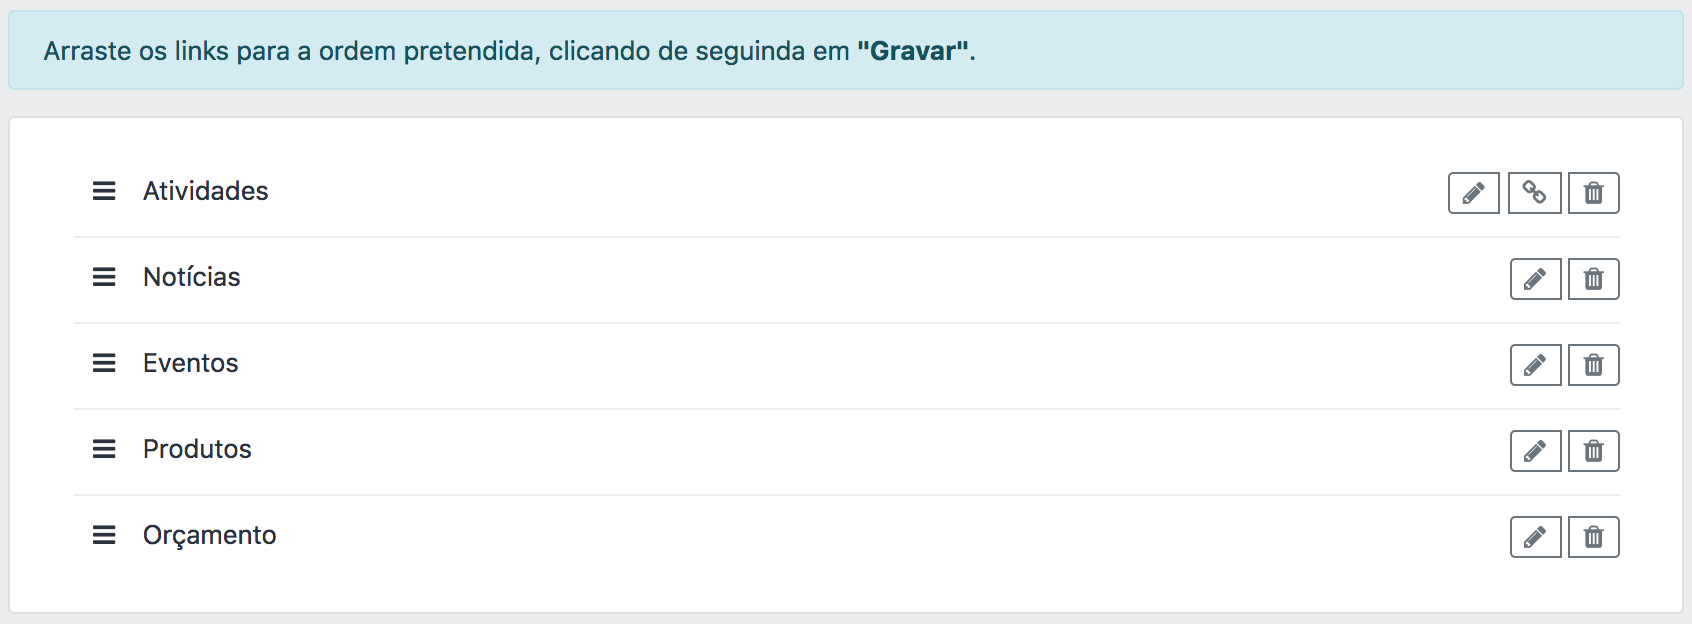 Arraste os links para a ordem pretendida, clicando de seguinda em "Gravar".
Atividades
Notícias
Eventos
Produtos
Orçamento